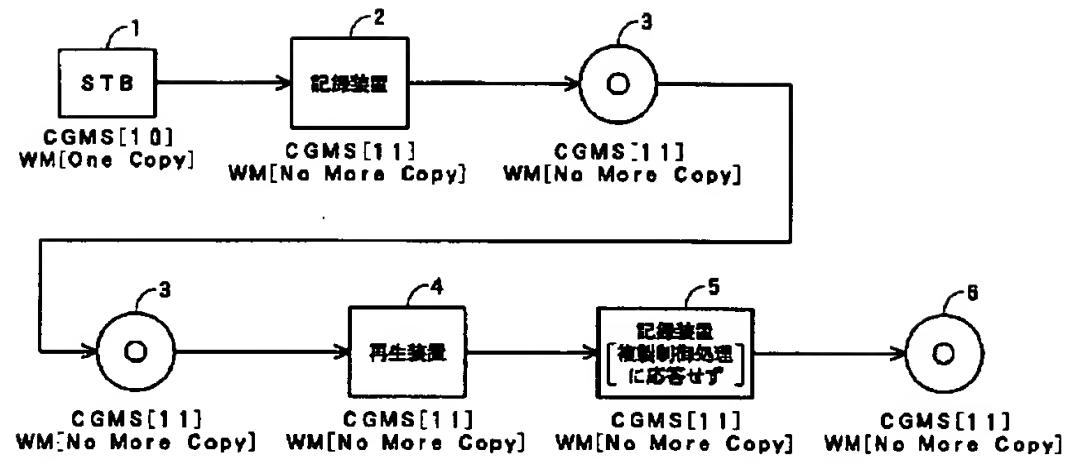 1
2
3
STB
記録装置
CGMS[10]
WM[One Copy]
CGMS[11]
WM[No More Copy]
CGMS[11]
WM[No More Copy]
3
4
5
6
再生装置
記録装置
[複製制御処理
に応答せず]
CGMS[11]
WM[No More Copy]
CGMS[11]
WM[No More Copy]
CGMS[11]
WM[No More Copy]
CGMS[11]
WM[No More Copy]